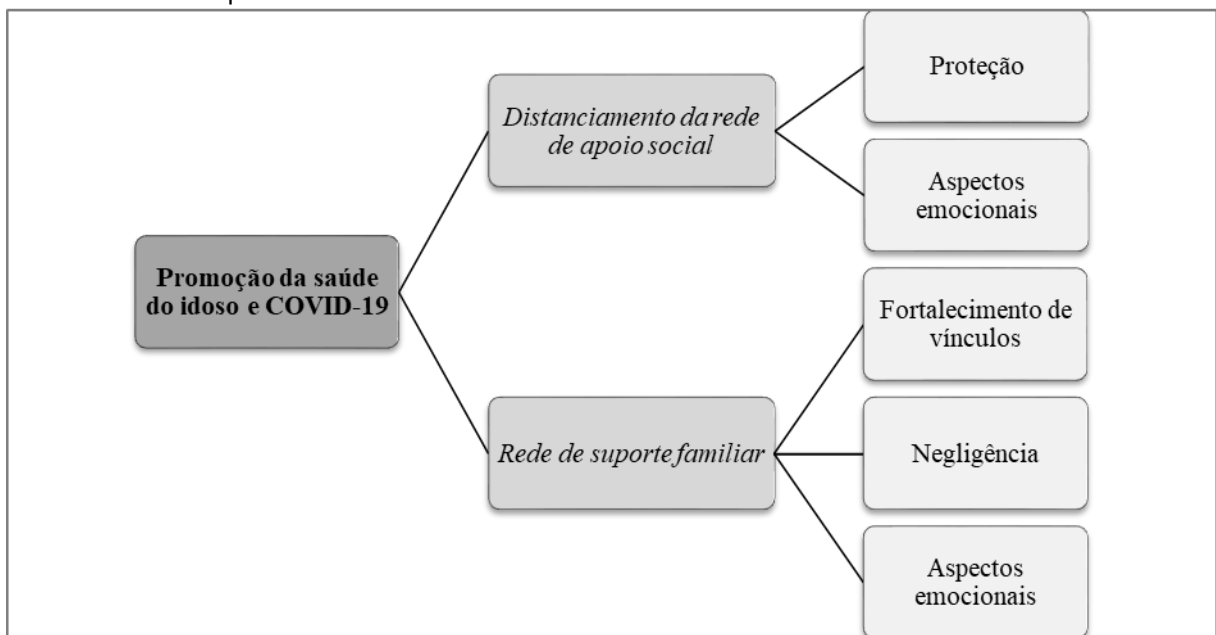 Proteção
Distanciamento da rede
de apoio social
Aspectos
emocionais
Promoção da saúde
do idoso e COVID-19
Fortalecimento de
vínculos
Rede de suporte familiar
Negligência
Aspectos
emocionais